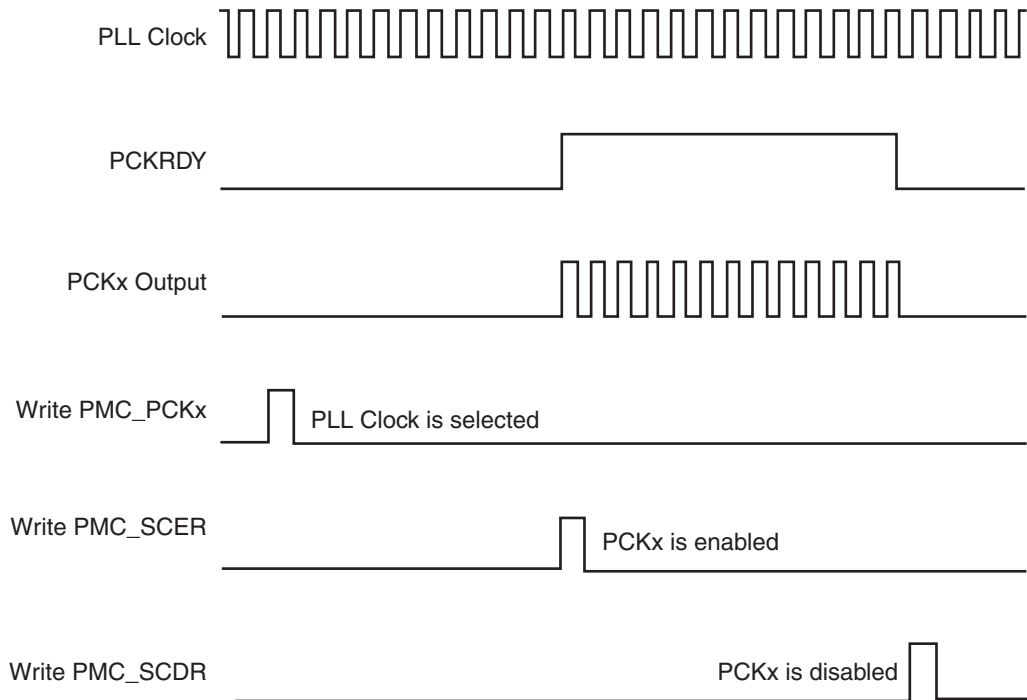 PLL Clock
PCKRDY
PCKx Output
Write PMC_PCKx
PLL Clock is selected
Write PMC_SCER
PCKx is enabled
Write PMC_SCDR
PCKx is disabled